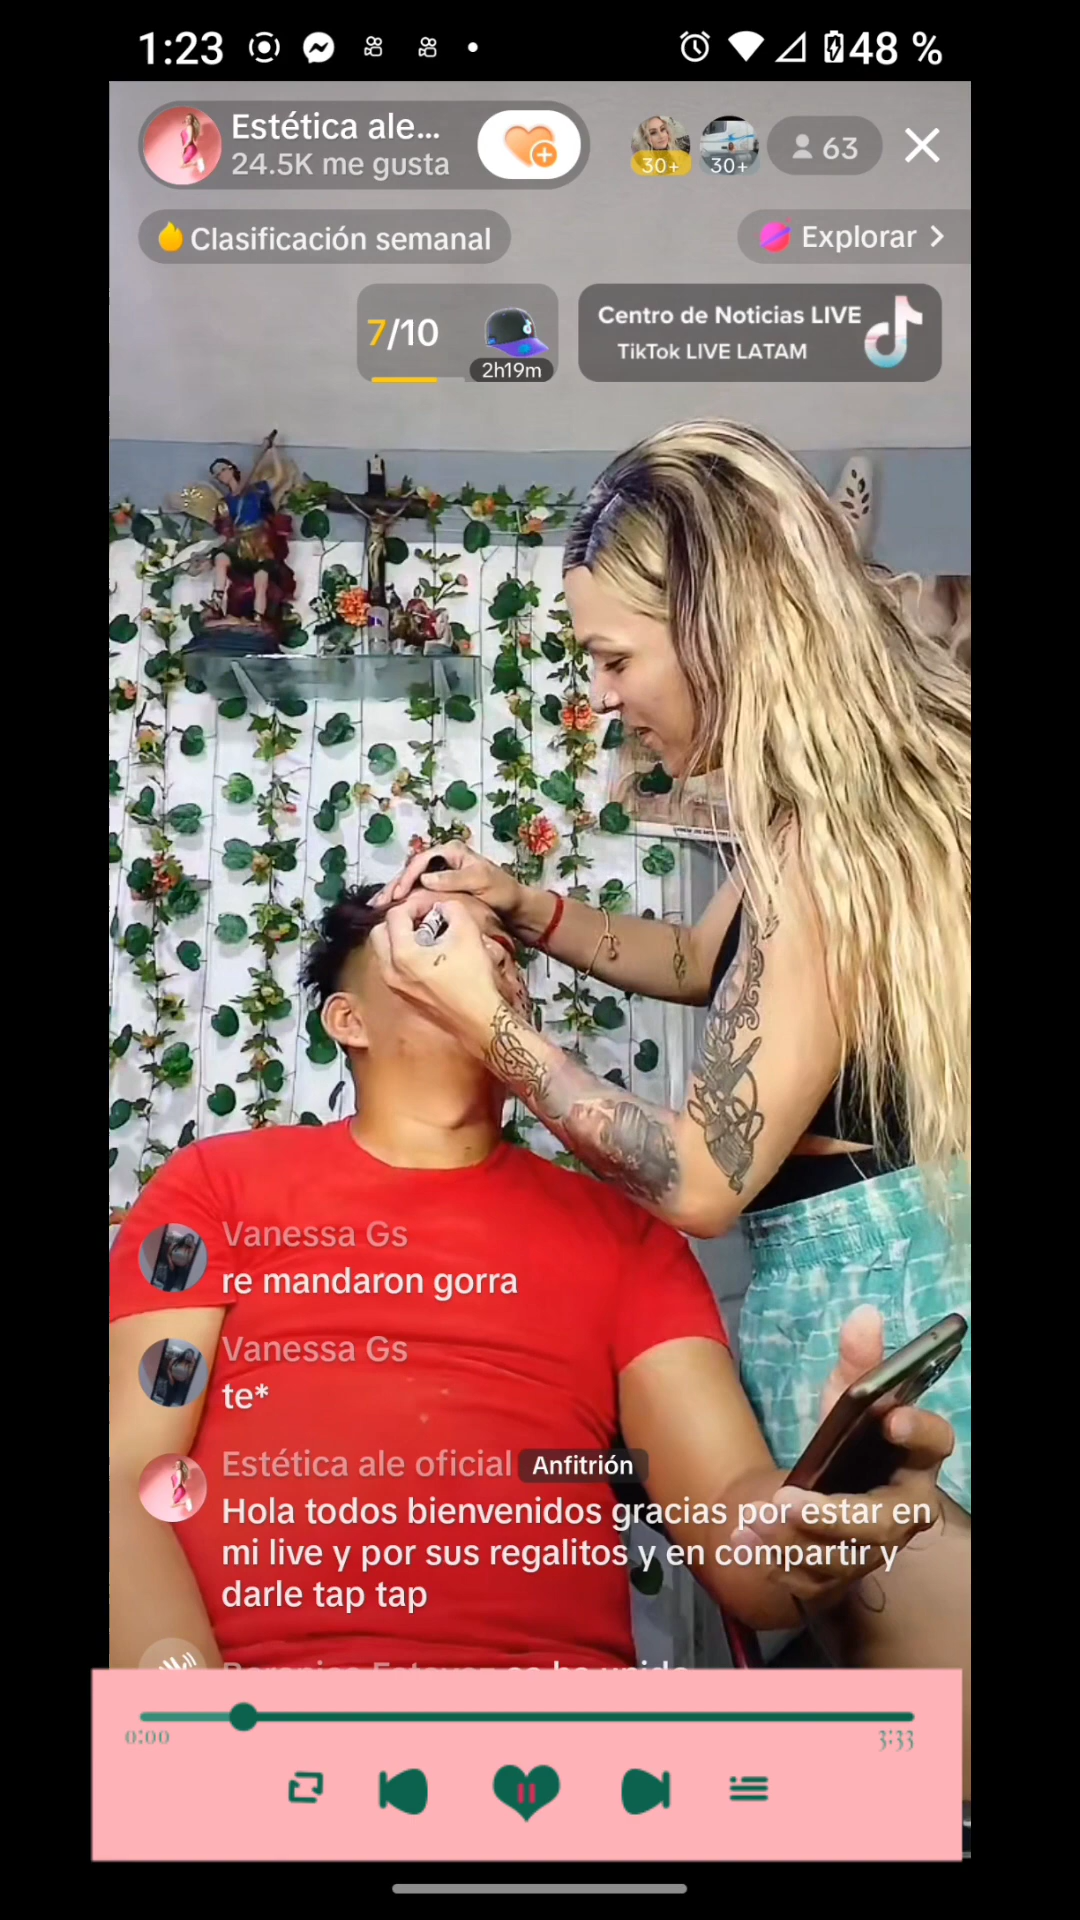 1:23
48 %
Estética ale...
24.5K me gusta
30+
30+
63
Clasificación semanal
Explorar
7/10
2h19m
Centro de Noticias LIVE
TikTok LIVE LATAM
Vanessa Gs
re mandaron gorra
Vanessa Gs
te*
Estética ale oficial Anfitrión
Hola todos bienvenidos gracias por estar en
mi live y por sus regalitos y en compartir y
darle tap tap
se ha unido
0:00
3:33